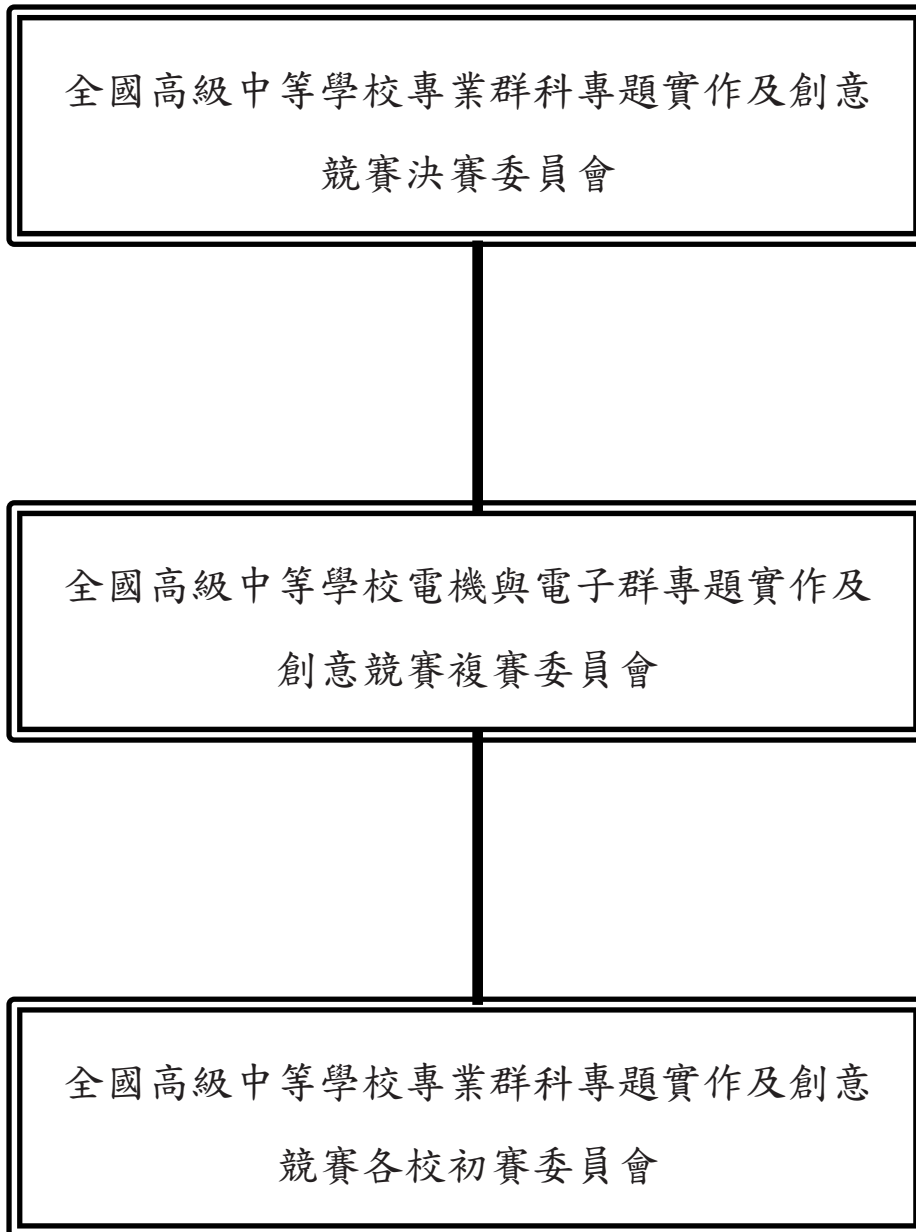 全國高級中等學校專業群科專題實作及創意
競賽決賽委員會
全國高級中等學校電機與電子群專題實作及
創意競賽複賽委員會
全國高級中等學校專業群科專題實作及創意
競賽各校初賽委員會